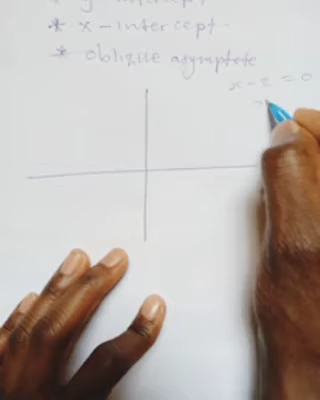 * x-intercept
* oblique asymptote
x - 2 = 0